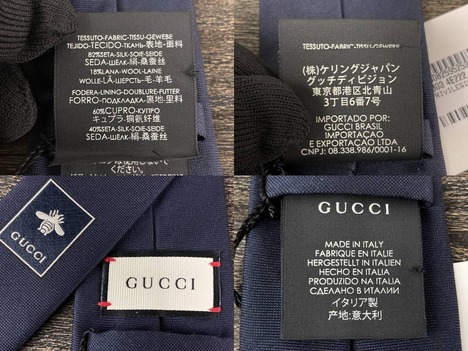 TESSUTO-FABRIC-TISSU-GEWEBE
TEJIDO-TECIDO-ТКАНЬ-表地-面料
82%SETA-SILK-SOIE-SEIDE
SEDA-ШЕЛК-絹-桑蚕丝
18%LANA-WOOL-LAINE
WOLLE-LÃ-ШЕРСТЬ-毛-羊毛
FODERA-LINING-DOUBLURE-FUTTER
FORRO-ПОДКЛАДКА-裏地-里料
60%CUPRO-КУПРО
キュプラ-铜氨纤维
40%SETA-SILK-SOIE-SEIDE
SEDA-ШЕЛК-絹-桑蚕丝
TESSUTO-FABRIC-TISSU-GEWEBE
(株)ケリングジャパン
グッチディビジョン
東京都港区北青山
3丁目6番7号
IMPORTADO POR:
GUCCI BRASIL
IMPORTACAO
E EXPORTACAO LTDA
CNPJ: 08.338.986/0001-16
GUCCI
GUCCI
MADE IN ITALY
FABRIQUE EN ITALIE
HERGESTELLT IN ITALIEN
HECHO EN ITALIA
PRODUZIDO NA ITALIA
СДЕЛАНО В ИТАЛИИ
イタリア製
产地:意大利